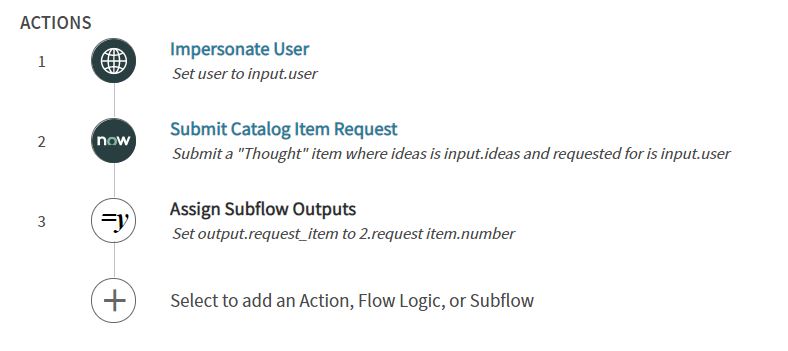 ACTIONS
1
Impersonate User
Set user to input.user
2
now
Submit Catalog Item Request
Submit a "Thought" item where ideas is input.ideas and requested for is input.user
3
=y
Assign Subflow Outputs
Set output.request_item to 2.request item.number
Select to add an Action, Flow Logic, or Subflow